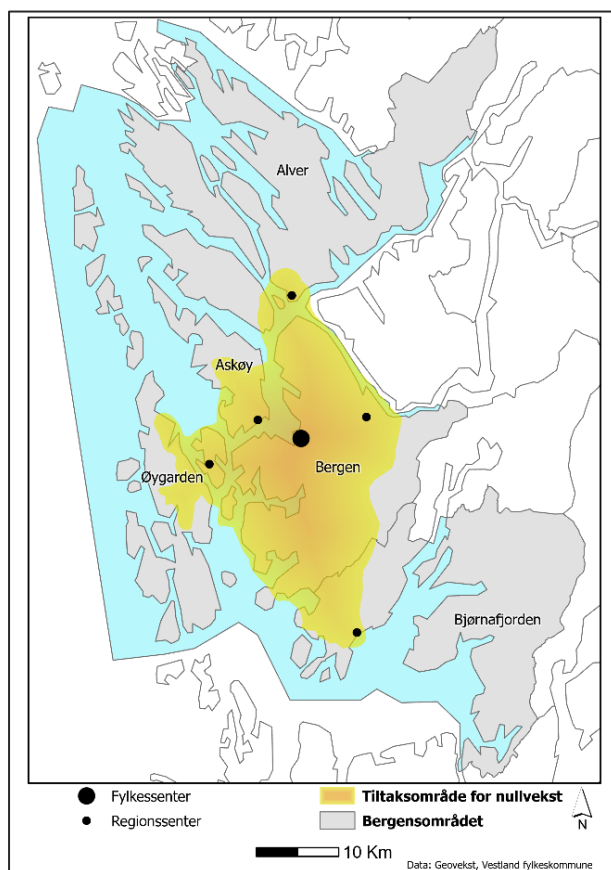 Alver
Askøy
Øygarden
Bergen
Bjørnafjorden
Fylkessenter
Regionssenter
Tiltaksområde for nullvekst
Bergensområdet
N
10 Km
Data: Geovekst, Vestland fylkeskommune